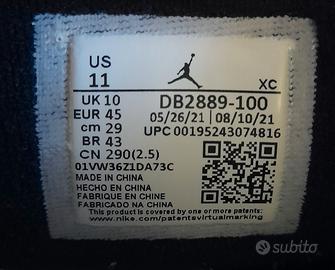 US
11
XC
UK 10
EUR 45
cm 29
BR 43
CN 290(2.5)
DB2889-100
05/26/21 08/10/21
UPC 00195243074816
01VW36Z1DA73C
MADE IN CHINA
HECHO EN CHINA
FABRIQUE EN CHINE
FABRICADO NA CHINA
This product is covered by one or more patents:
www.nike.com/patentsvirtualmarking
subito